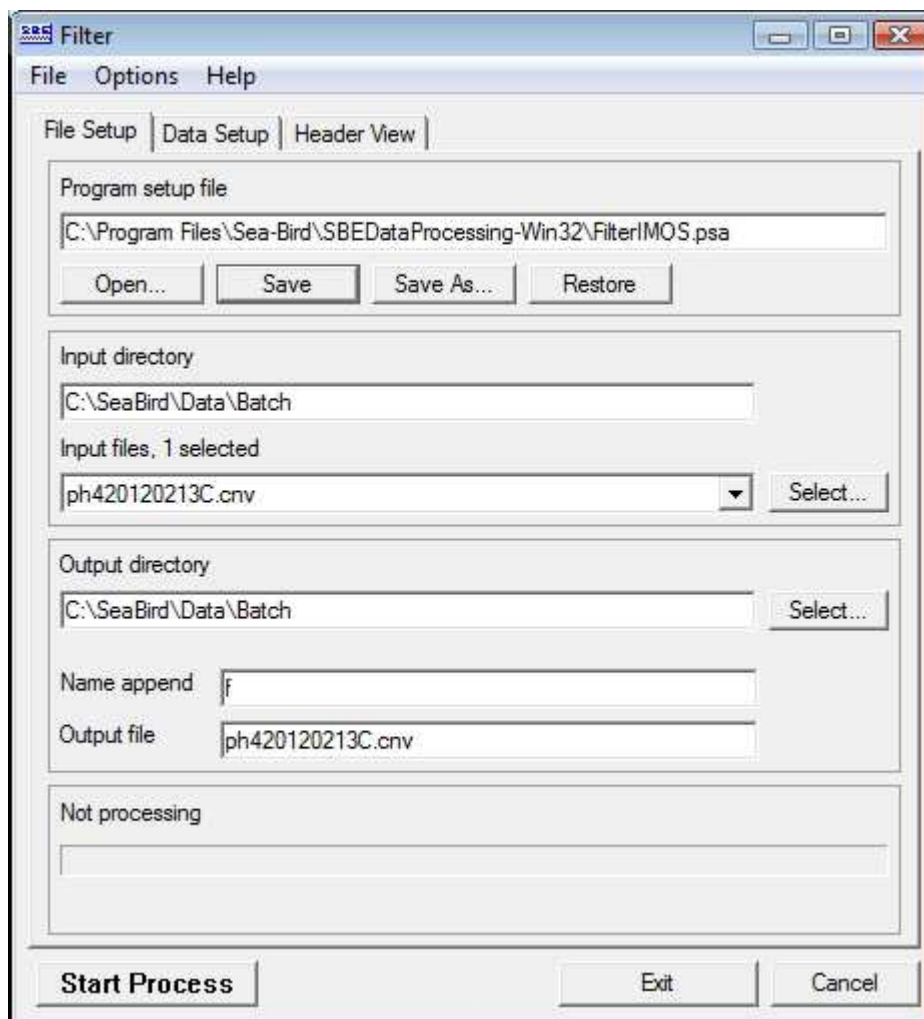 SBE Filter
File Options Help
File Setup Data Setup Header View
Program setup file
C:\Program Files\Sea-Bird\SBEDataProcessing-Win32\FilterIMOS.psa
Open... Save Save As... Restore
Input directory
C:\SeaBird\Data\Batch
Input files, 1 selected
ph420120213C.cnv Select...
Output directory
C:\SeaBird\Data\Batch Select...
Name append f
Output file ph420120213C.cnv
Not processing
Start Process Exit Cancel